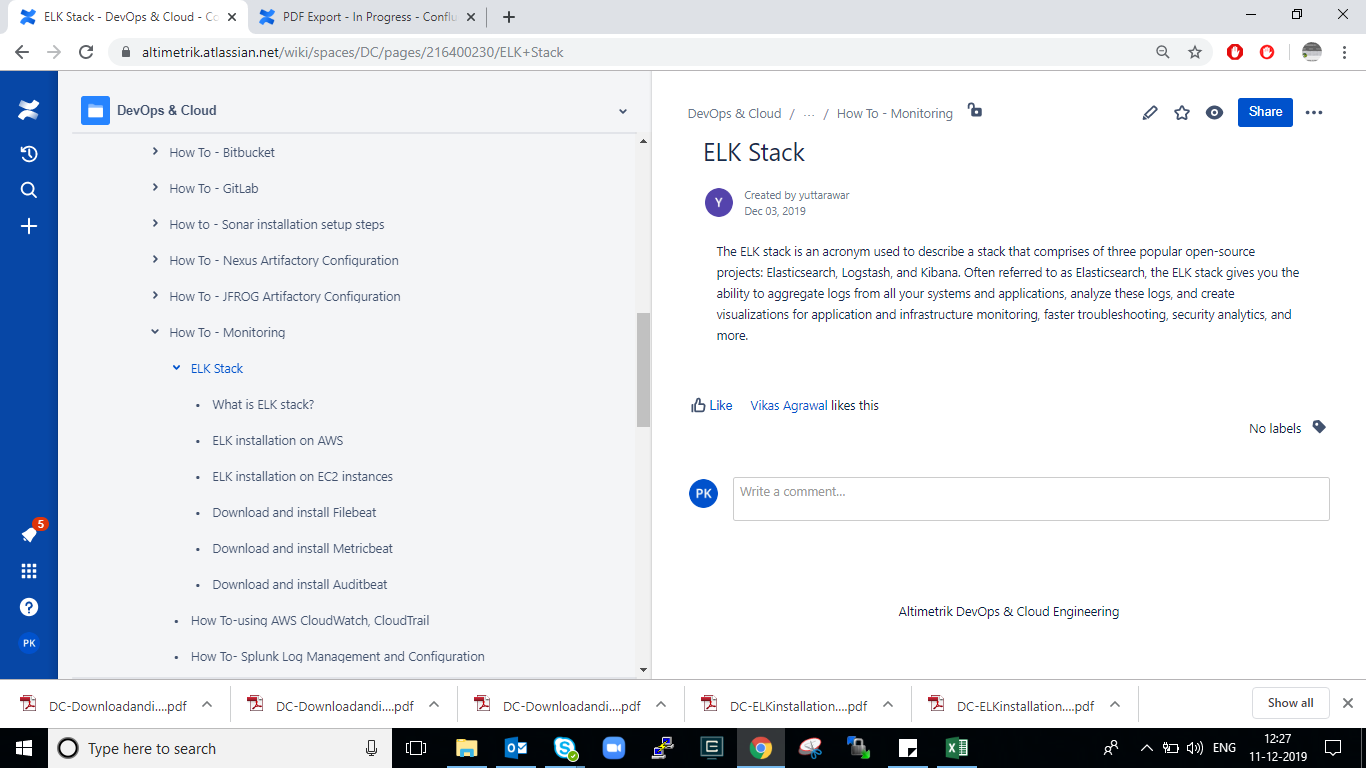 ELK Stack - DevOps & Cloud - Co
PDF Export - In Progress - Conflu
altimetrik.atlassian.net/wiki/spaces/DC/pages/216400230/ELK+Stack
DevOps & Cloud
How To - Bitbucket
How To - GitLab
How to - Sonar installation setup steps
How To - Nexus Artifactory Configuration
How To - JFROG Artifactory Configuration
How To - Monitoring
ELK Stack
What is ELK stack?
ELK installation on AWS
ELK installation on EC2 instances
Download and install Filebeat
Download and install Metricbeat
Download and install Auditbeat
How To-using AWS CloudWatch, CloudTrail
How To- Splunk Log Management and Configuration
5
PK
DevOps & Cloud / ... / How To - Monitoring
Share
ELK Stack
Y
Created by yuttarawar
Dec 03, 2019
The ELK stack is an acronym used to describe a stack that comprises of three popular open-source
projects: Elasticsearch, Logstash, and Kibana. Often referred to as Elasticsearch, the ELK stack gives you the
ability to aggregate logs from all your systems and applications, analyze these logs, and create
visualizations for application and infrastructure monitoring, faster troubleshooting, security analytics, and
more.
Like Vikas Agrawal likes this
No labels
PK
Write a comment...
Altimetrik DevOps & Cloud Engineering
DC-Downloadandi....pdf
DC-Downloadandi....pdf
DC-Downloadandi....pdf
DC-ELKinstallation....pdf
DC-ELKinstallation....pdf
Show all
Type here to search
ENG
12:27
11-12-2019